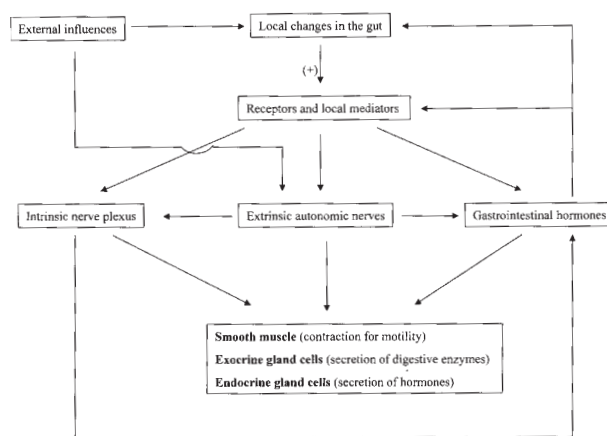 External influences
Local changes in the gut
(+)
Receptors and local mediators
Intrinsic nerve plexus
Extrinsic autonomic nerves
Gastrointestinal hormones
Smooth muscle (contraction for motility)
Exocrine gland cells (secretion of digestive enzymes)
Endocrine gland cells (secretion of hormones)